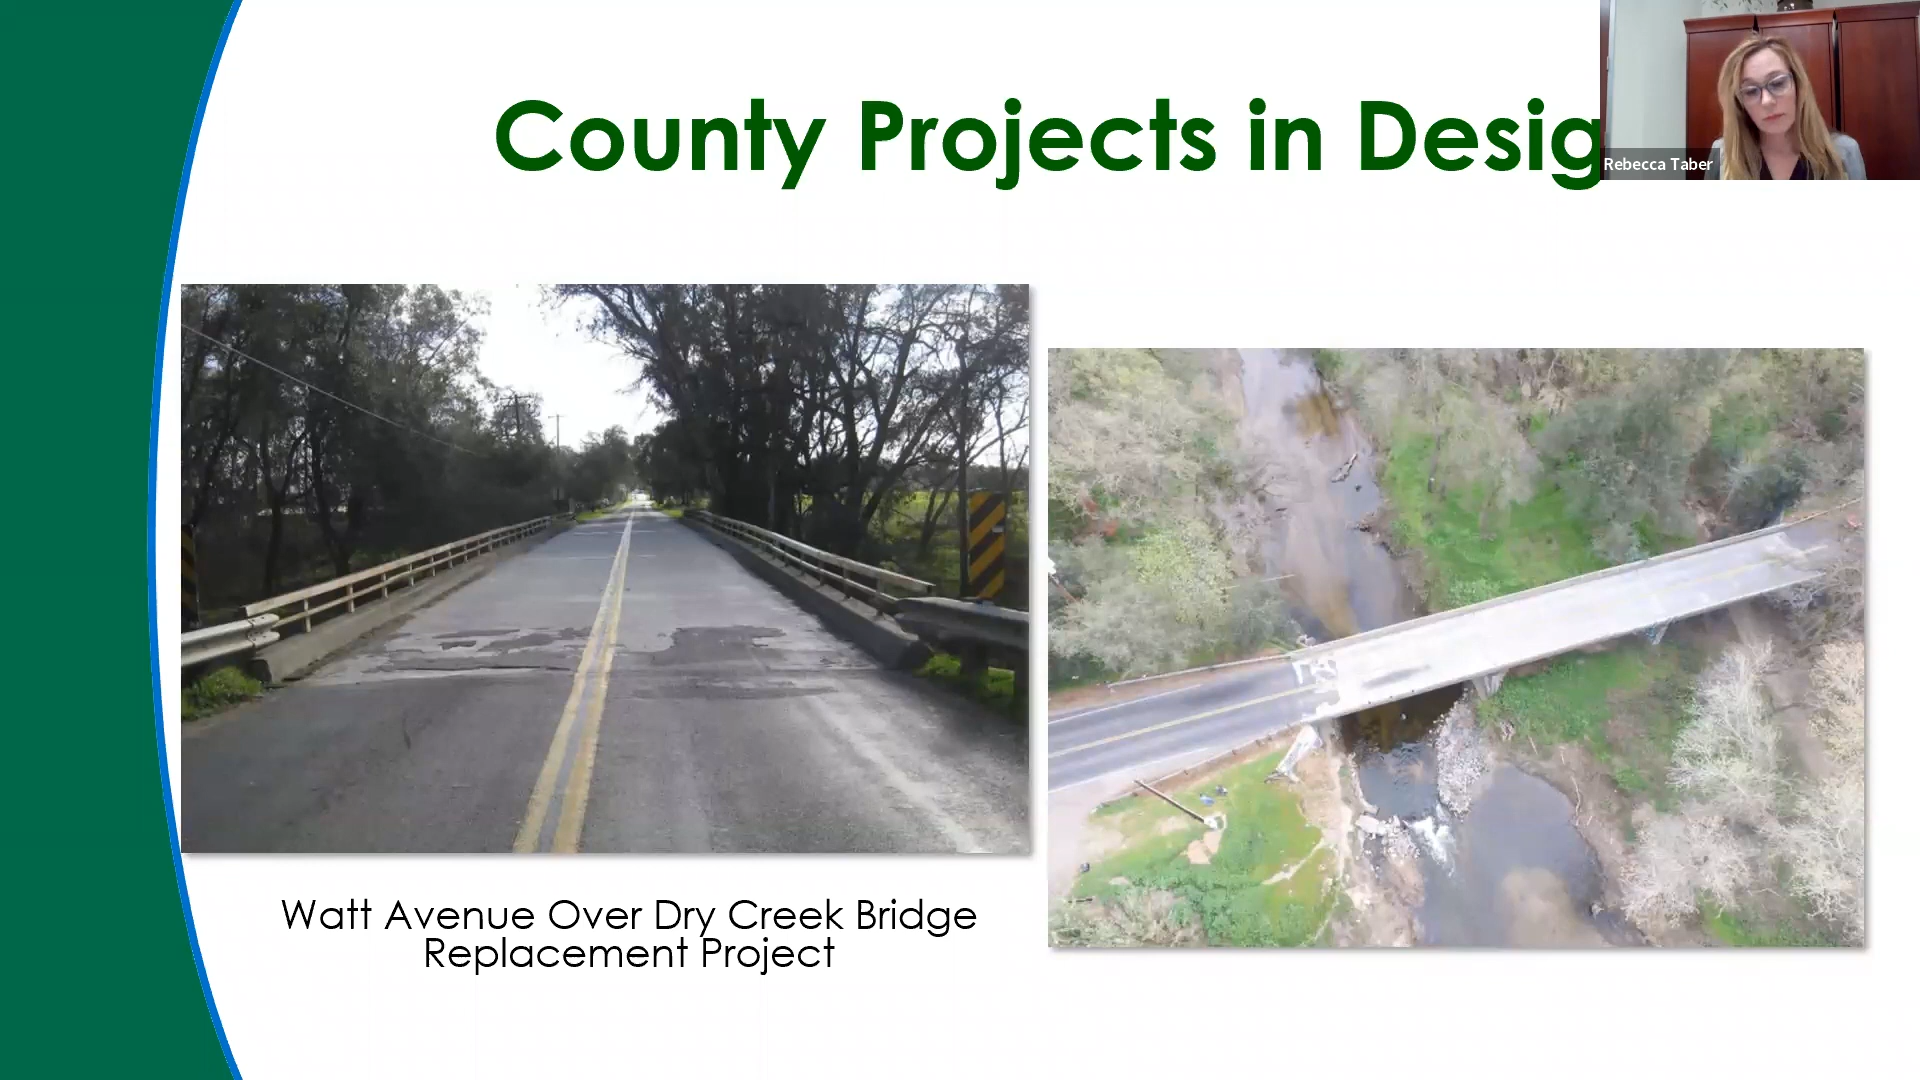 County Projects in Desig
Rebecca Taber
Watt Avenue Over Dry Creek Bridge
Replacement Project